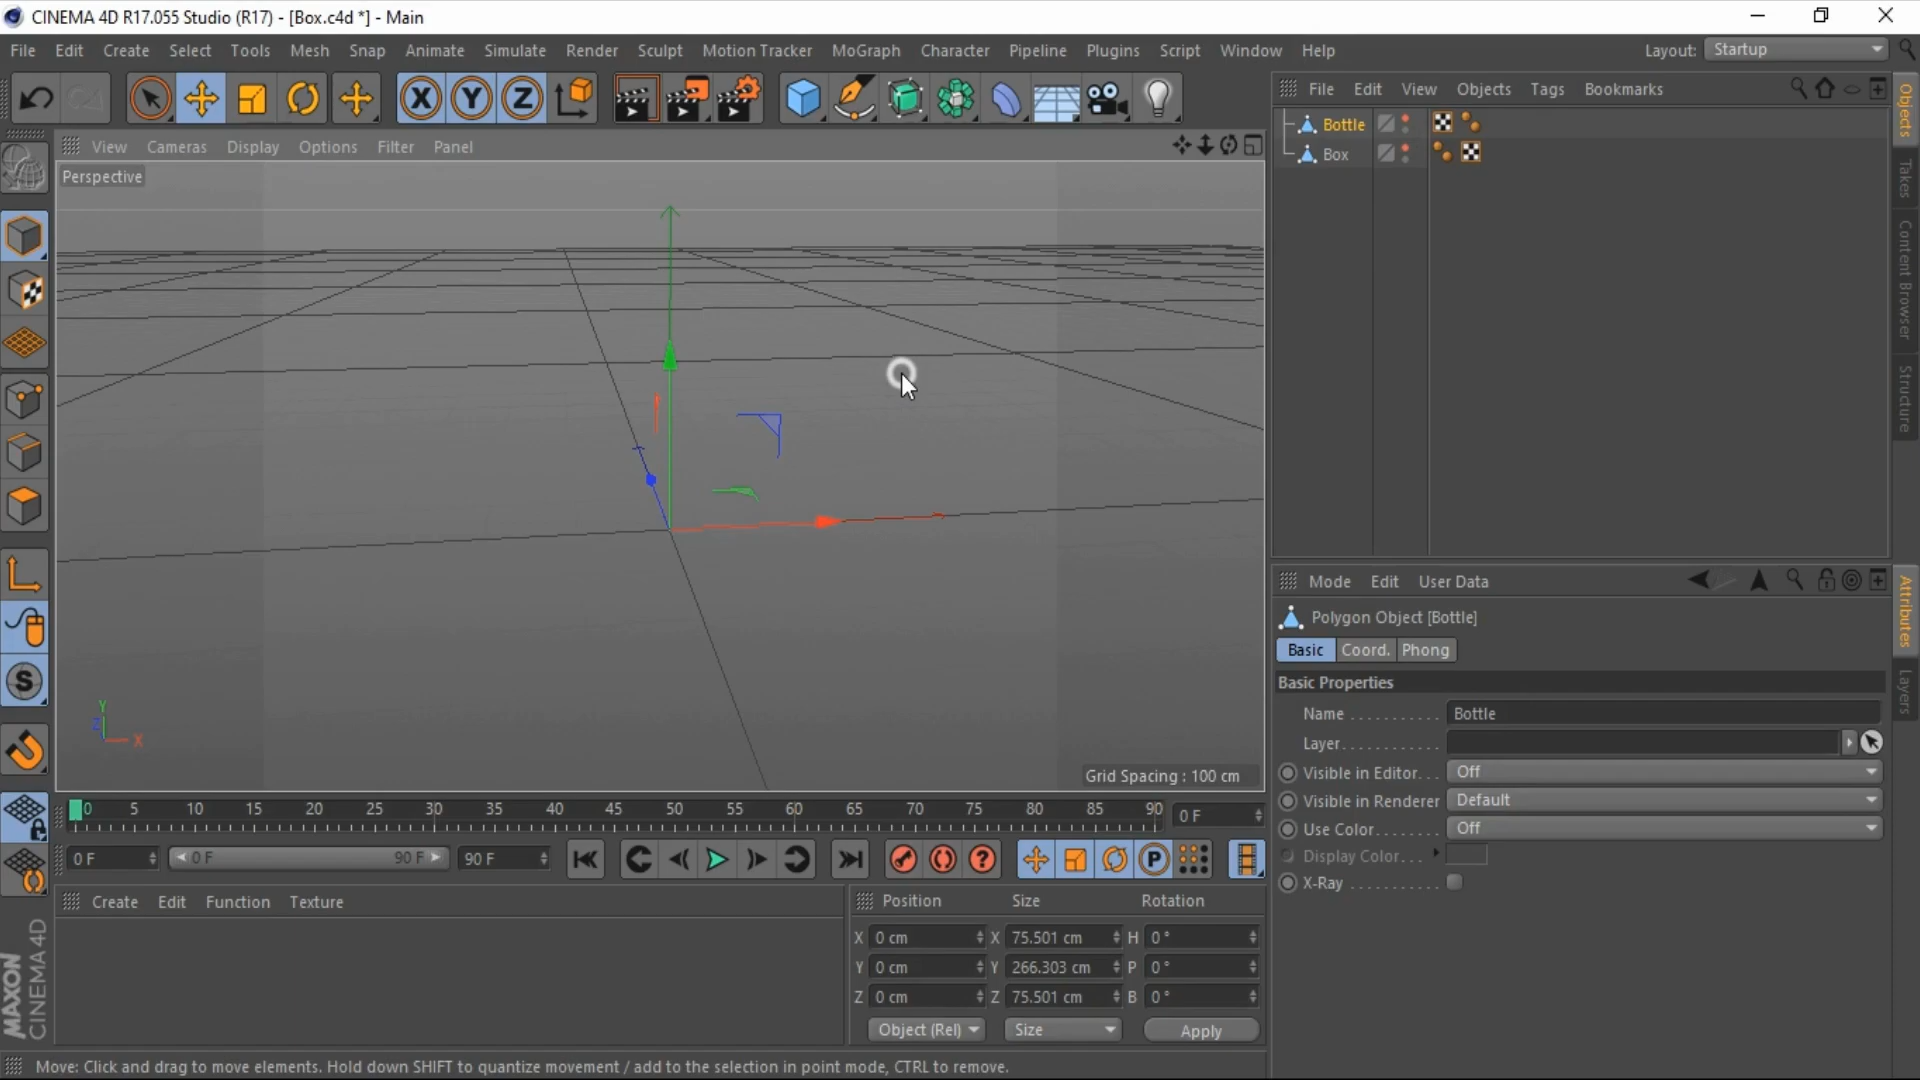 CINEMA 4D R17.055 Studio (R17) - [Box.c4d *] - Main
File Edit Create Select Tools Mesh Snap Animate Simulate Render Sculpt Motion Tracker MoGraph Character Pipeline Plugins Script Window Help Layout: Startup
X Y Z
File Edit View Objects Tags Bookmarks
Bottle
Box
View Cameras Display Options Filter Panel
Perspective
Y
Z
X
Grid Spacing : 100 cm
S
Objects
Takes
Content Browser
Structure
Mode Edit User Data
Polygon Object [Bottle]
Basic Coord. Phong
Basic Properties
Name . . . . . . . . . . . Bottle
Layer. . . . . . . . . . . .
Visible in Editor. . . Off
Visible in Renderer Default
Use Color. . . . . . . . Off
Display Color. . .
X-Ray . . . . . . . . . . .
Attributes
Layers
0 5 10 15 20 25 30 35 40 45 50 55 60 65 70 75 80 85 90 0 F
0 F 0 F 90 F 90 F P
Create Edit Function Texture
Position Size Rotation
X 0 cm X 75.501 cm H 0 °
Y 0 cm Y 266.303 cm P 0 °
Z 0 cm Z 75.501 cm B 0 °
Object (Rel) Size Apply
MAXON
CINEMA 4D
Move: Click and drag to move elements. Hold down SHIFT to quantize movement / add to the selection in point mode, CTRL to remove.